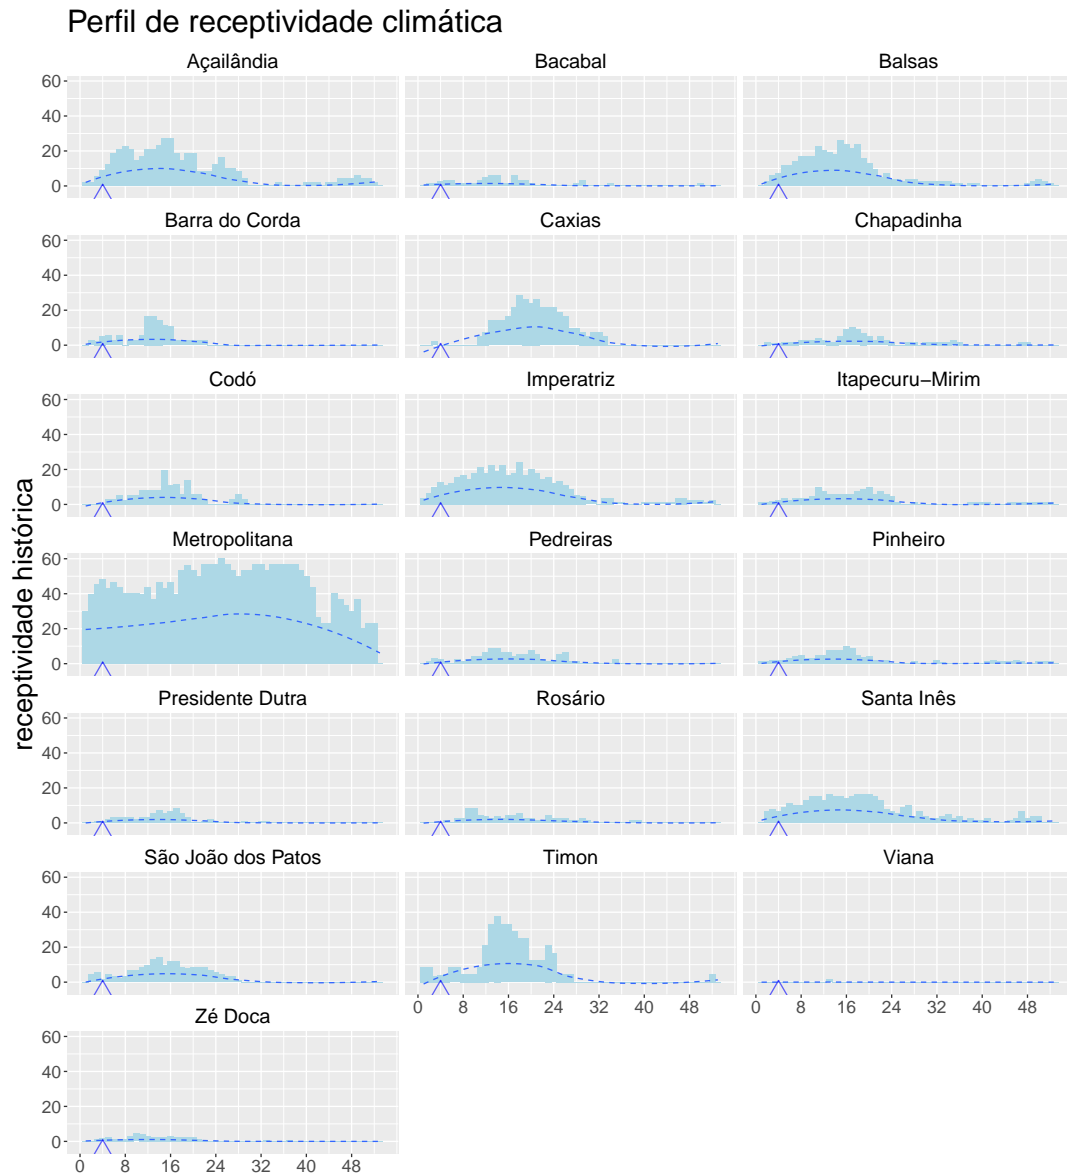 Perfil de receptividade climática
Açailândia
Bacabal
Balsas
60
40
20
0
Barra do Corda
Caxias
Chapadinha
60
40
20
0
Codó
Imperatriz
Itapecuru−Mirim
60
40
20
0
receptividade histórica
Metropolitana
Pedreiras
Pinheiro
60
40
20
0
Presidente Dutra
Rosário
Santa Inês
60
40
20
0
São João dos Patos
Timon
Viana
60
40
20
0
0 8 16 24 32 40 48
0 8 16 24 32 40 48
Zé Doca
60
40
20
0
0 8 16 24 32 40 48